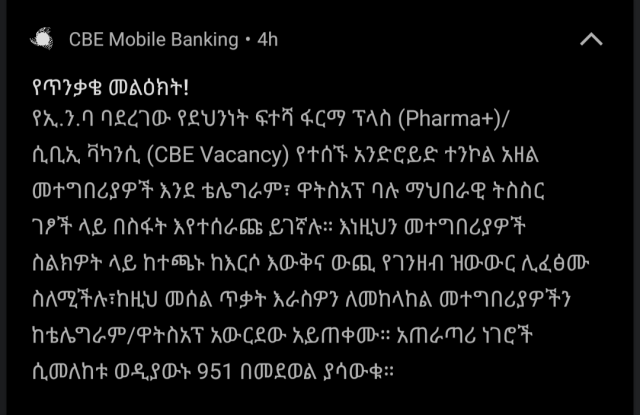 CBE Mobile Banking • 4h
የጥንቃቄ መልዕክት!
የኢ.ን.ባ ባደረገው የደህንነት ፍተሻ ፋርማ ፕላስ (Pharma+)/
ሲቢኢ ቫካንሲ (CBE Vacancy) የተሰኙ አንድሮይድ ተንኮል አዘል
መተግበሪያዎች እንደ ቴሌግራም፣ ዋትስአፕ ባሉ ማህበራዊ ትስስር
ገፆች ላይ በስፋት እየተሰራጩ ይገኛሉ። እነዚህን መተግበሪያዎች
ስልክዎት ላይ ከተጫኑ ከእርሶ እውቅና ውጪ የገንዘብ ዝውውር ሊፈፅሙ
ስለሚችሉ፣ከዚህ መሰል ጥቃት እራስዎን ለመከላከል መተግበሪያዎችን
ከቴሌግራም/ዋትስአፕ አውርደው አይጠቀሙ። አጠራጣሪ ነገሮች
ሲመለከቱ ወዲያውኑ 951 በመደወል ያሳውቁ።